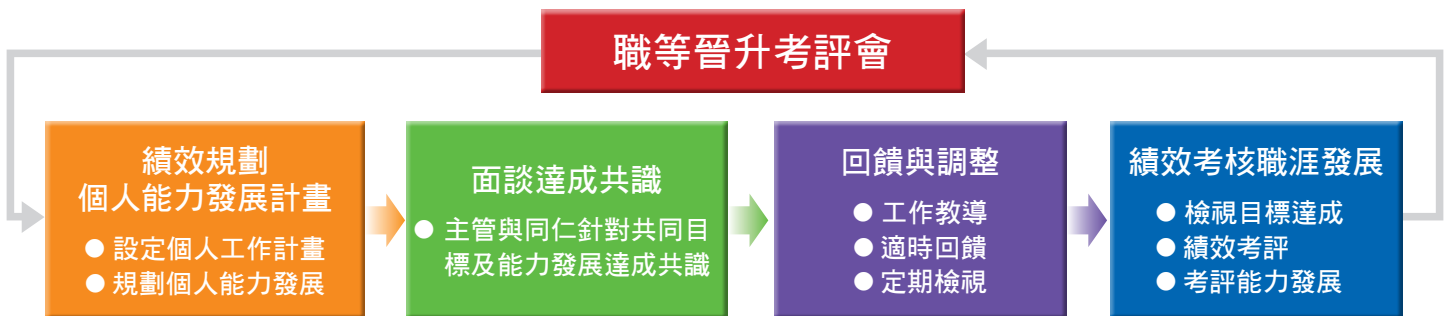 職等晉升考評會
績效規劃
個人能力發展計畫
● 設定個人工作計畫
● 規劃個人能力發展
面談達成共識
● 主管與同仁針對共同目
標及能力發展達成共識
回饋與調整
● 工作教導
● 適時回饋
● 定期檢視
績效考核職涯發展
● 檢視目標達成
● 績效考評
● 考評能力發展